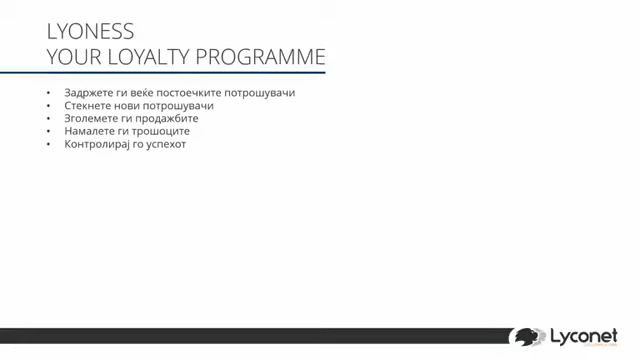 LYONESS
YOUR LOYALTY PROGRAMME
• Задржете ги веќе постоечките потрошувачи
• Стекнете нови потрошувачи
• Зголемете ги продажбите
• Намалете ги трошоците
• Контролирај го успехот
Lyconet